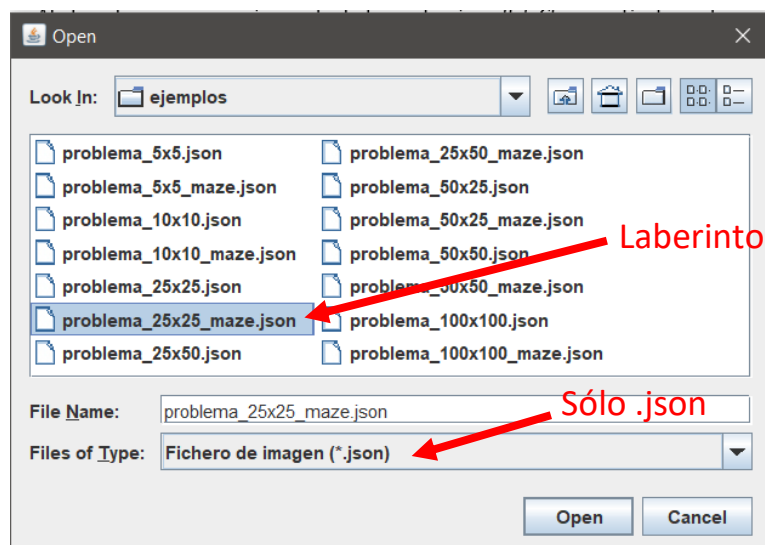 Open
Look In: ejemplos
problema_5x5.json
problema_5x5_maze.json
problema_10x10.json
problema_10x10_maze.json
problema_25x25.json
problema_25x25_maze.json
problema_25x50.json
problema_25x50_maze.json
problema_50x25.json
problema_50x25_maze.json
problema_50x50.json
problema_50x50_maze.json
problema_100x100.json
problema_100x100_maze.json
Laberinto
File Name: problema_25x25_maze.json
Sólo .json
Files of Type: Fichero de imagen (*.json)
Open Cancel